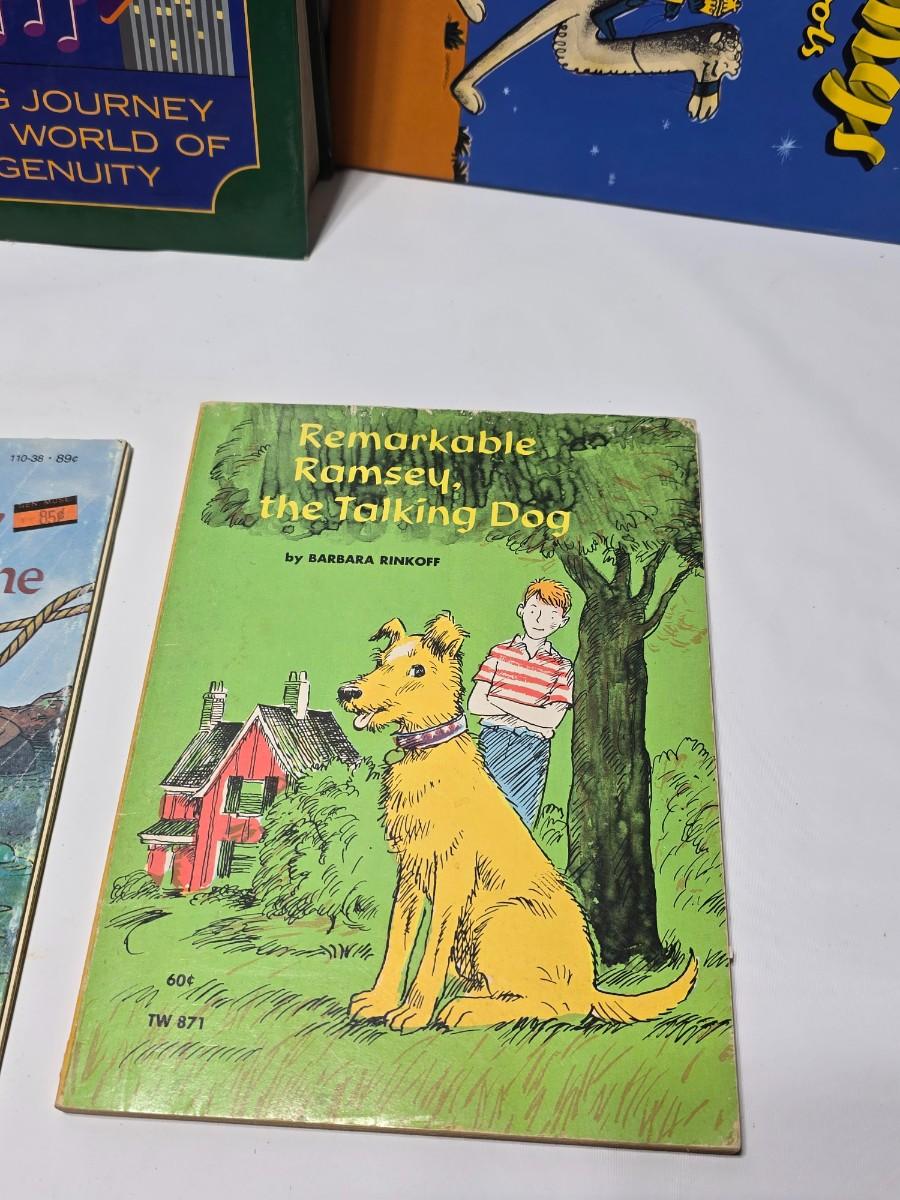 G JOURNEY
WORLD OF
GENUITY
110-38 · 89¢
85¢
ne
Remarkable
Ramsey,
the Talking Dog
by BARBARA RINKOFF
60¢
TW 871